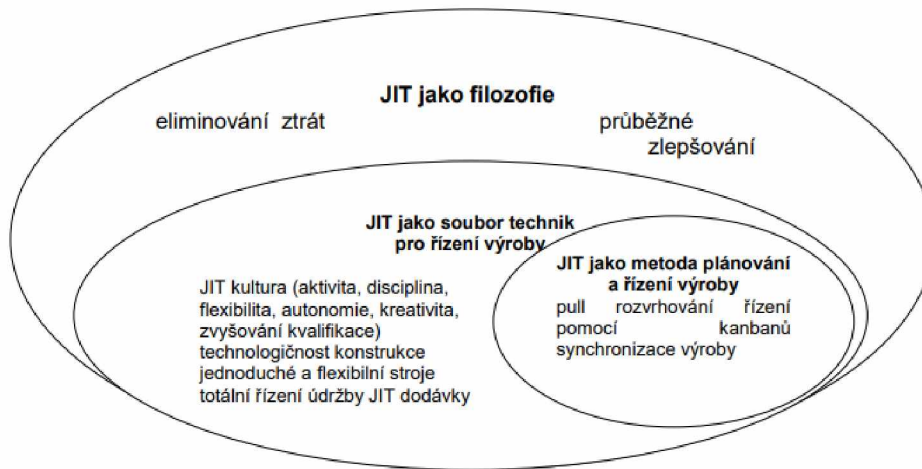 JIT jako filozofie
eliminování ztrát
průběžné
zlepšování
JIT jako soubor technik
pro řízení výroby
JIT kultura (aktivita, disciplina,
flexibilita, autonomie, kreativita,
zvyšování kvalifikace)
technologičnost konstrukce
jednoduché a flexibilní stroje
totální řízení údržby JIT dodávky
JIT jako metoda plánování
a řízení výroby
pull rozvrhování řízení
pomocí kanbanů
synchronizace výroby